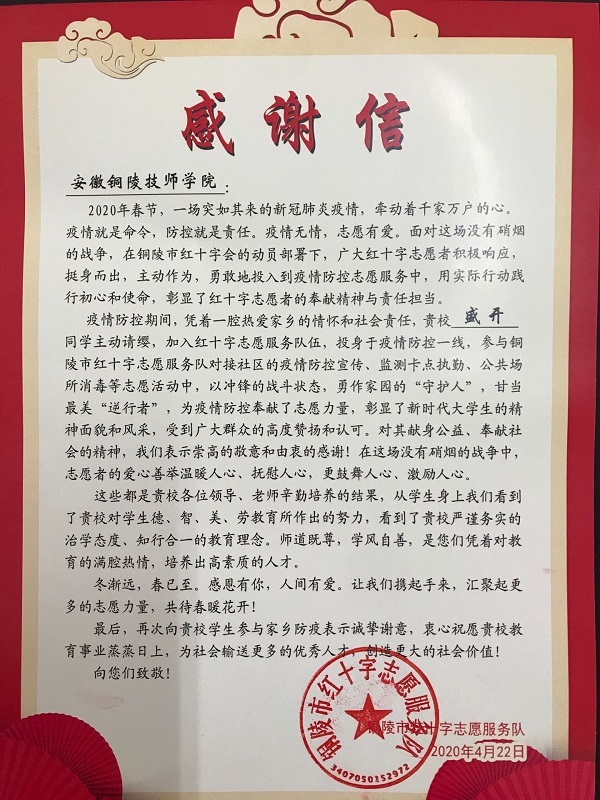 感谢信
安徽铜陵技师学院：
2020年春节，一场突如其来的新冠肺炎疫情，牵动着千家万户的心。
疫情就是命令，防控就是责任。疫情无情，志愿有爱。面对这场没有硝烟
的战争，在铜陵市红十字会的动员部署下，广大红十字志愿者积极响应，
挺身而出，主动作为，勇敢地投入到疫情防控志愿服务中，用实际行动践
行初心和使命，彰显了红十字志愿者的奉献精神与责任担当。
疫情防控期间，凭着一腔热爱家乡的情怀和社会责任，贵校 盛开
同学主动请缨，加入红十字志愿服务队伍，投身于疫情防控一线，参与铜
陵市红十字志愿服务队对接社区的疫情防控宣传、监测卡点执勤、公共场
所消毒等志愿活动中，以冲锋的战斗状态，勇作家园的“守护人”，甘当
最美“逆行者”，为疫情防控奉献了志愿力量，彰显了新时代大学生的精
神面貌和风采，受到广大群众的高度赞扬和认可。对其献身公益、奉献社
会的精神，我们表示崇高的敬意和由衷的感谢！在这场没有硝烟的战争中，
志愿者的爱心善举温暖人心、抚慰人心，更鼓舞人心、激励人心。
这些都是贵校各位领导、老师辛勤培养的结果，从学生身上我们看到
了贵校对学生德、智、美、劳教育所作出的努力，看到了贵校严谨务实的
治学态度、知行合一的教育理念。师道既尊，学风自善，是您们凭着对教
育的满腔热情，培养出高素质的人才。
冬渐远，春已至。感恩有你，人间有爱。让我们携起手来，汇聚起更
多的志愿力量，共待春暖花开！
最后，再次向贵校学生参与家乡防疫表示诚挚谢意，衷心祝愿贵校教
育事业蒸蒸日上，为社会输送更多的优秀人才，创造更大的社会价值！
向您们致敬！
铜陵市红十字志愿服务队
2020年4月22日
铜陵市红十字志愿服务队
3407050152972